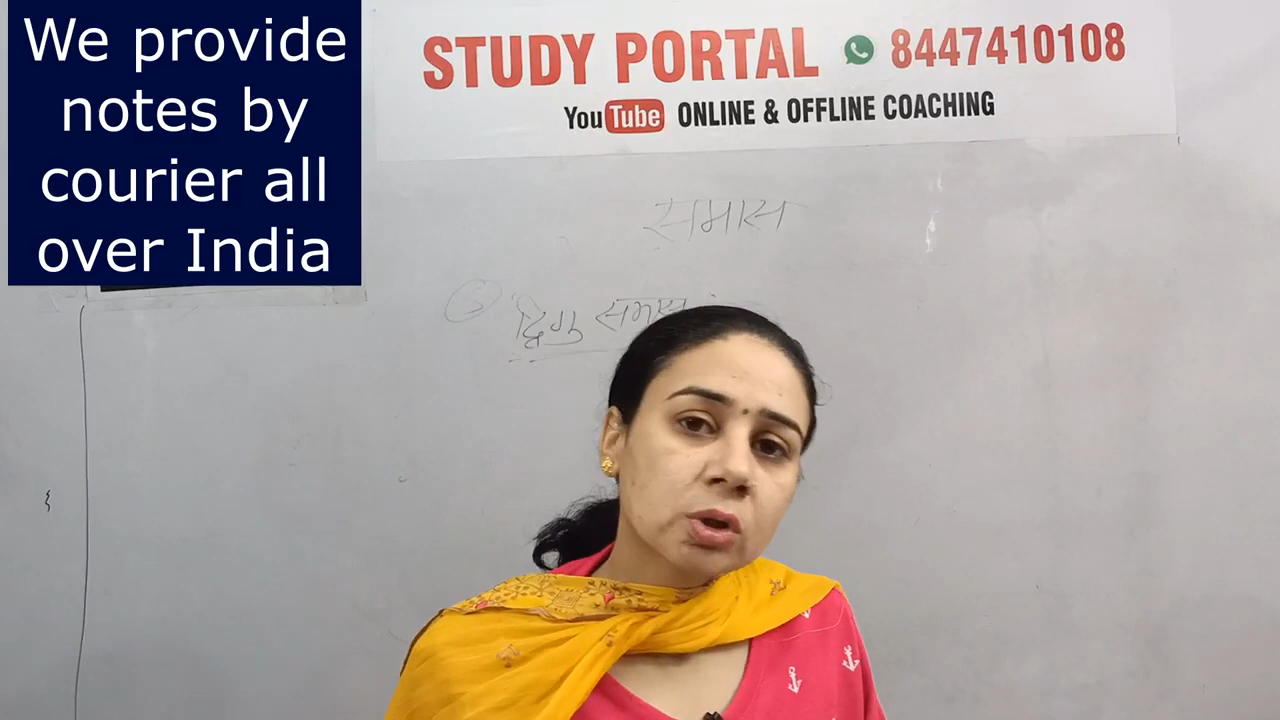 We provide
notes by
courier all
over India
STUDY PORTAL 8447410108
YouTube ONLINE & OFFLINE COACHING
समास
द्विगु समास